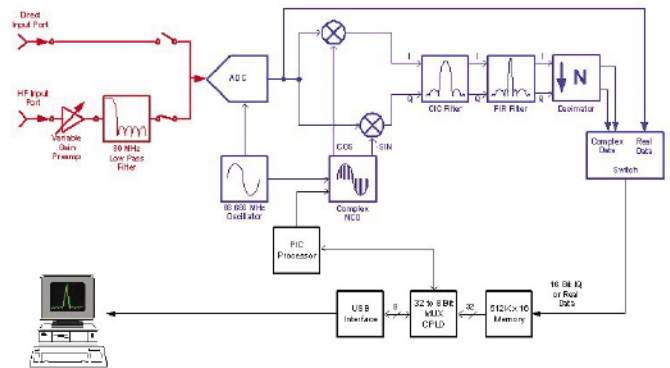 Direct
Input Port
HF Input
Port
Variable
Gain
Preamp
30 MHz
Low Pass
Filter
ADC
66.666 MHz
Oscillator
COS
-SIN
Complex
NCO
I
Q
CIC Filter
I
Q
FIR Filter
I
Q
N
Decimator
Complex
Data
Real
Data
Switch
PIC
Processor
16 Bit IQ
or Real
Data
USB
Interface
8
32 to 8 Bit
MUX
CPLD
32
512K x 16
Memory